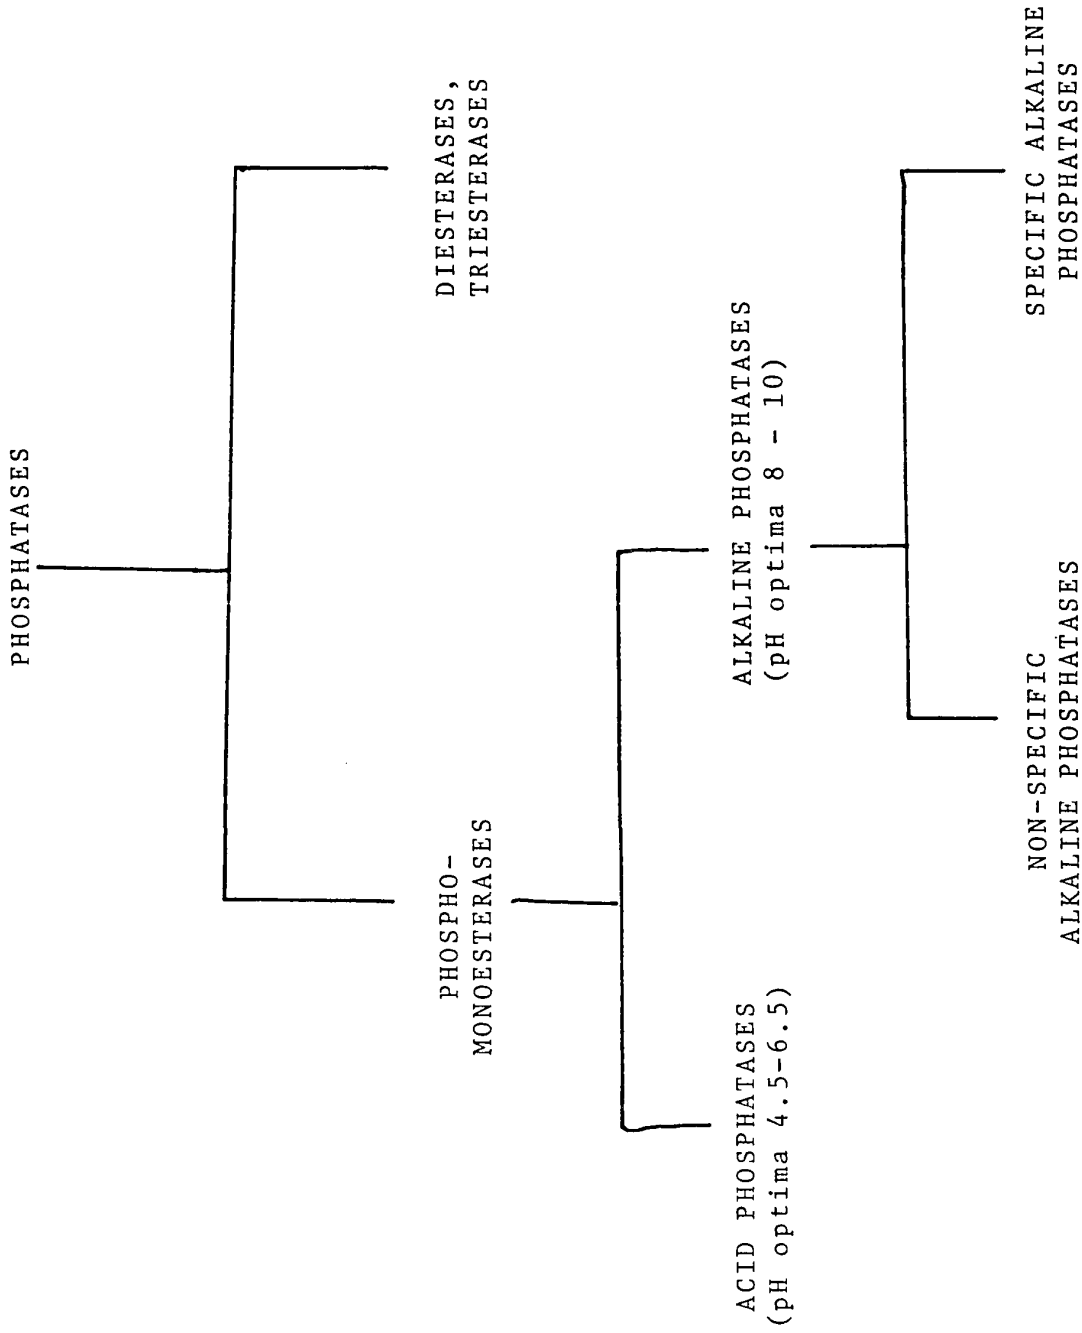 PHOSPHATASES
PHOSPHO-
MONOESTERASES
DIESTERASES,
TRIESTERASES
ACID PHOSPHATASES
(pH optima 4.5-6.5)
ALKALINE PHOSPHATASES
(pH optima 8 - 10)
NON-SPECIFIC
ALKALINE PHOSPHATASES
SPECIFIC ALKALINE
PHOSPHATASES